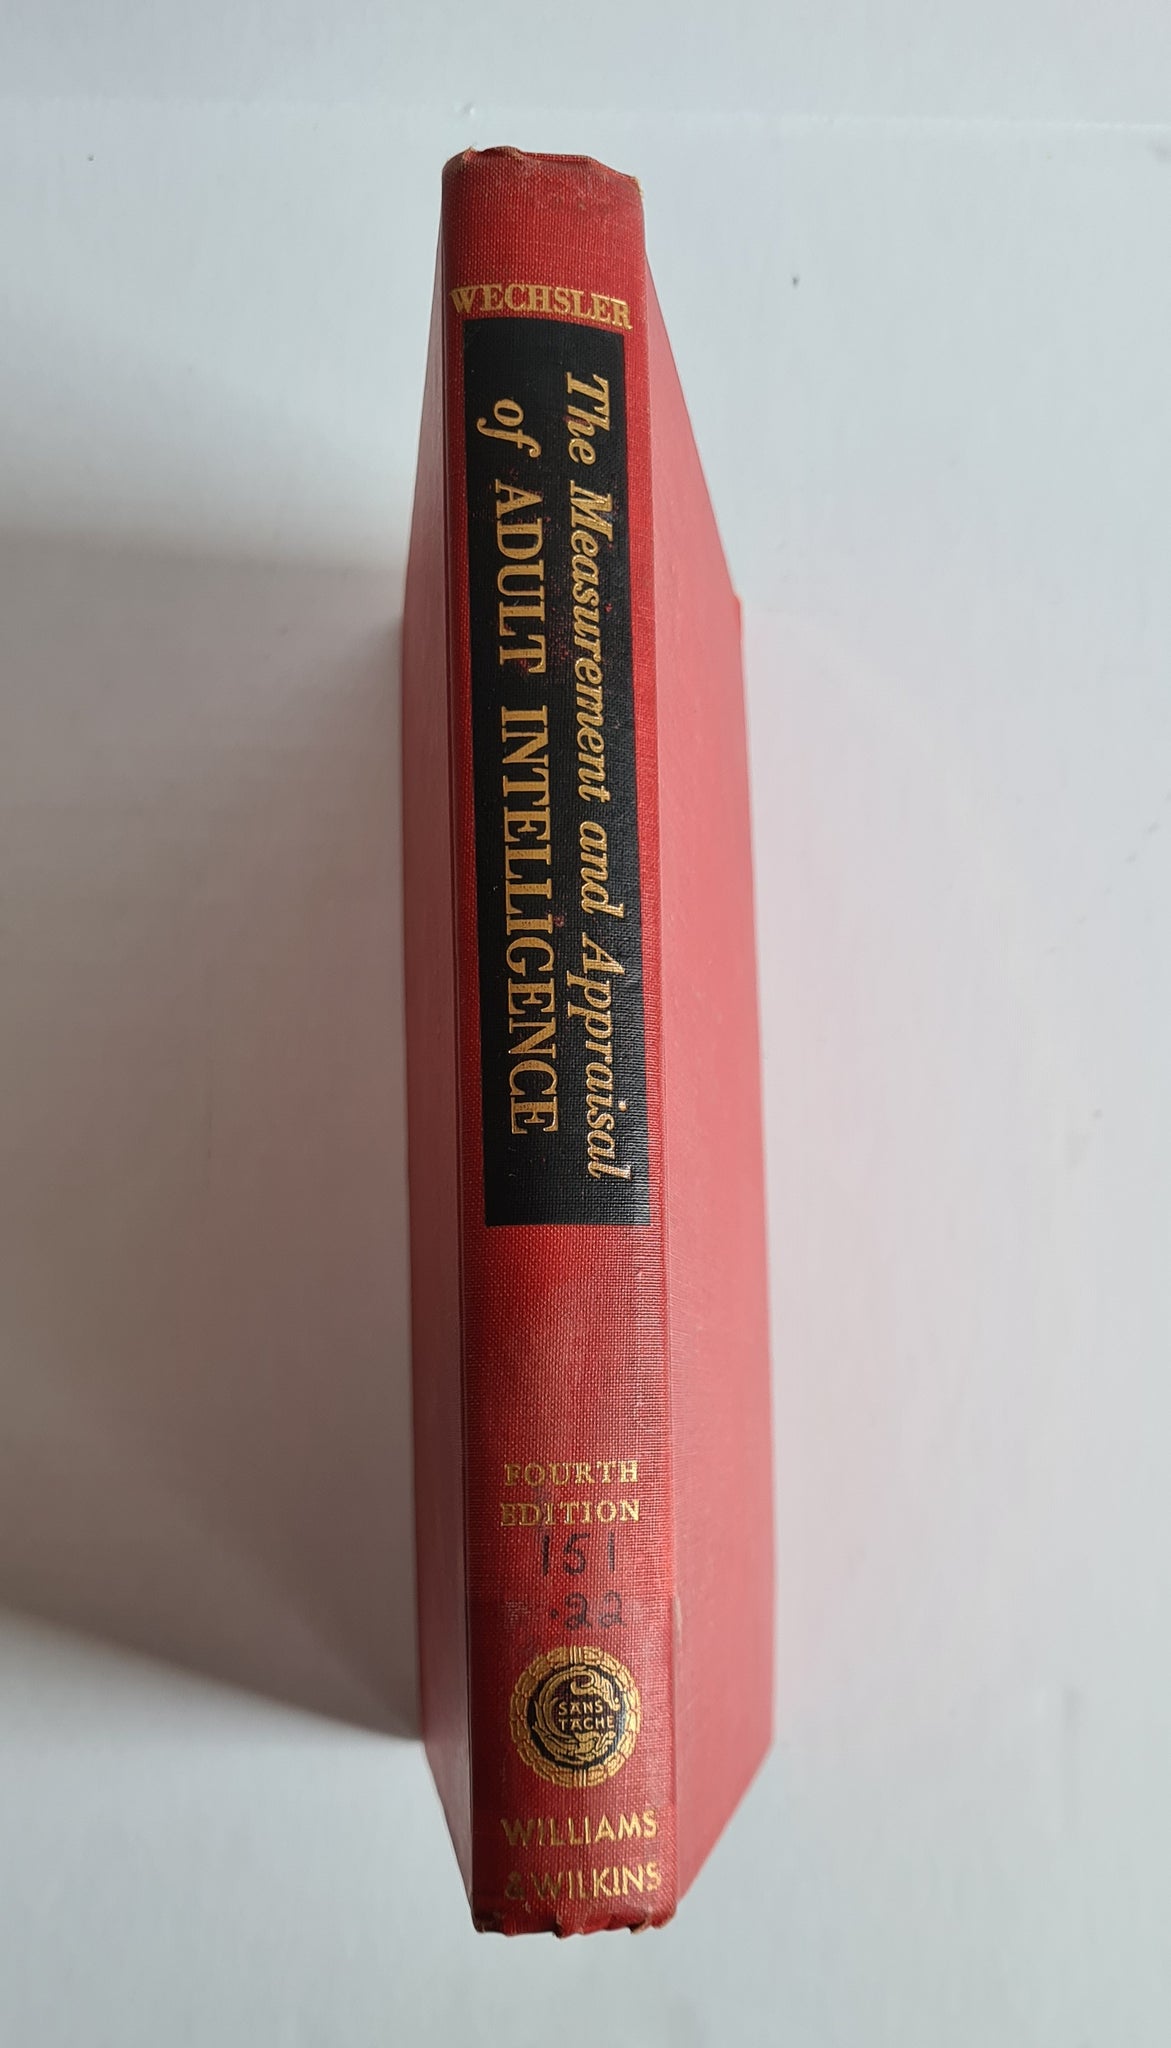 WECHSLER
The Measurement and Appraisal
of ADULT INTELLIGENCE
FOURTH
EDITION
151
.22
SANS
TACHE
WILLIAMS
& WILKINS